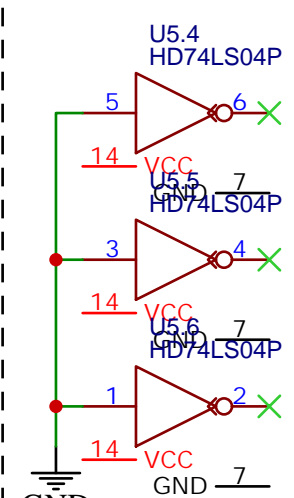 U5.4
HD74LS04P
5 6
14 VCC
U5.5
GND 7
HD74LS04P
3 4
14 VCC
U5.6
GND 7
HD74LS04P
1 2
14 VCC
GND 7
GND